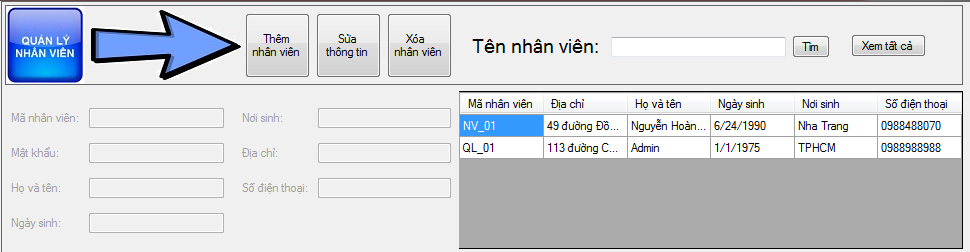 QUẢN LÝ
NHÂN VIÊN
Thêm
nhân viên
Sửa
thông tin
Xóa
nhân viên
Tên nhân viên:
Tìm
Xem tất cả
Mã nhân viên:
Nơi sinh:
Mật khẩu:
Địa chỉ:
Họ và tên:
Số điện thoại:
Ngày sinh:
Mã nhân viên Địa chỉ Họ và tên Ngày sinh Nơi sinh Số điện thoại
NV_01 49 đường Đồ... Nguyễn Hoàn... 6/24/1990 Nha Trang 0988488070
QL_01 113 đường C... Admin 1/1/1975 TPHCM 0988988988